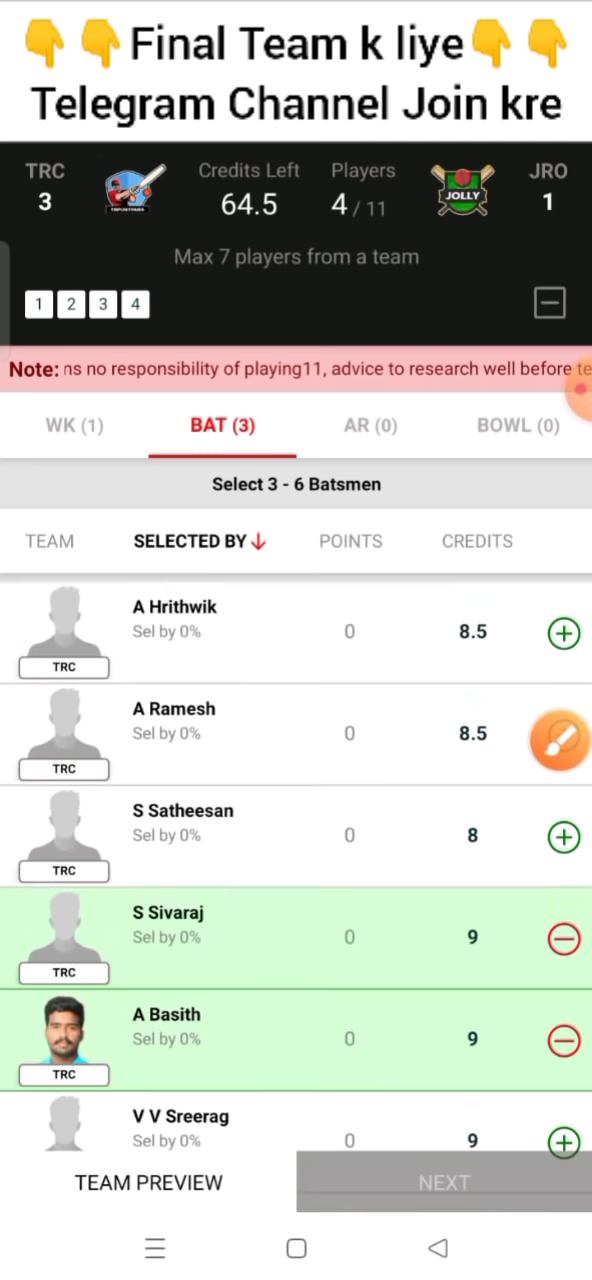 👇👇Final Team k liye👇👇
Telegram Channel Join kre
TRC Credits Left Players JRO
3 64.5 4 / 11 1
JOLLY
Max 7 players from a team
1 2 3 4
Note: ns no responsibility of playing11, advice to research well before te
WK (1) BAT (3) AR (0) BOWL (0)
Select 3 - 6 Batsmen
TEAM SELECTED BY POINTS CREDITS
A Hrithwik
Sel by 0% 0 8.5
TRC
A Ramesh
Sel by 0% 0 8.5
TRC
S Satheesan
Sel by 0% 0 8
TRC
S Sivaraj
Sel by 0% 0 9
TRC
A Basith
Sel by 0% 0 9
TRC
V V Sreerag
Sel by 0% 0 9
TEAM PREVIEW NEXT